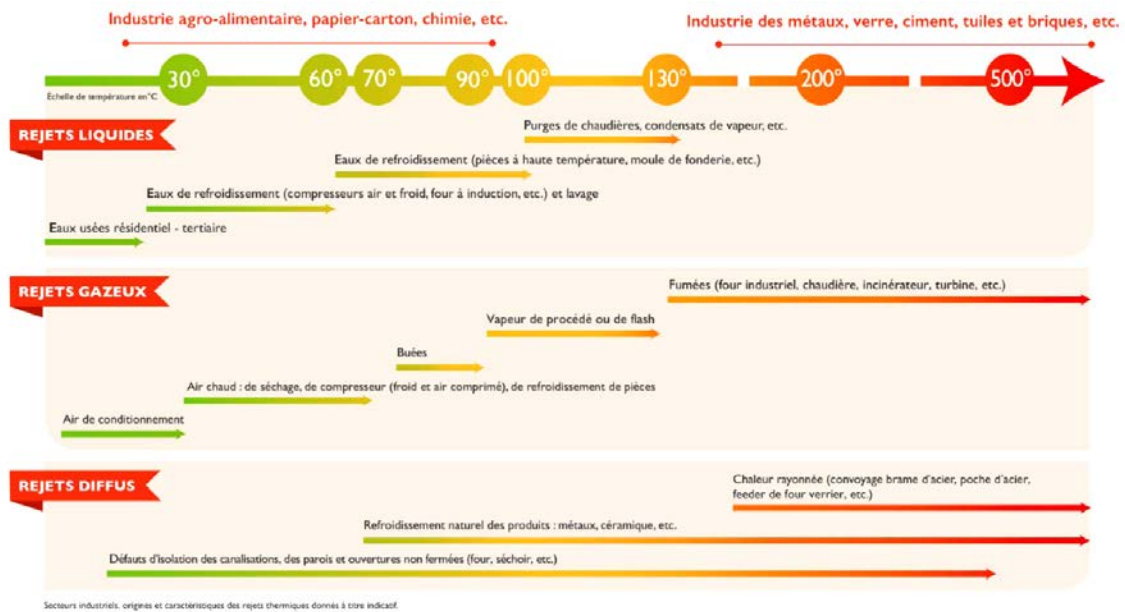 Industrie agro-alimentaire, papier-carton, chimie, etc.
Industrie des métaux, verre, ciment, tuiles et briques, etc.
30° 60° 70° 90° 100° 130° 200° 500°
Echelle de température en °C
REJETS LIQUIDES
Purges de chaudières, condensats de vapeur, etc.
Eaux de refroidissement (pièces à haute température, moule de fonderie, etc.)
Eaux de refroidissement (compresseurs air et froid, four à induction, etc.) et lavage
Eaux usées résidentiel - tertiaire
REJETS GAZEUX
Fumées (four industriel, chaudière, incinérateur, turbine, etc.)
Vapeur de procédé ou de flash
Buées
Air chaud : de séchage, de compresseur (froid et air comprimé), de refroidissement de pièces
Air de conditionnement
REJETS DIFFUS
Chaleur rayonnée (convoyage brame d'acier, poche d'acier,
feeder de four verrier, etc.)
Refroidissement naturel des produits : métaux, céramique, etc.
Défauts d'isolation des canalisations, des parois et ouvertures non fermées (four, séchoir, etc.)
Secteurs industriels, origines et caractéristiques des rejets thermiques donnés à titre indicatif.